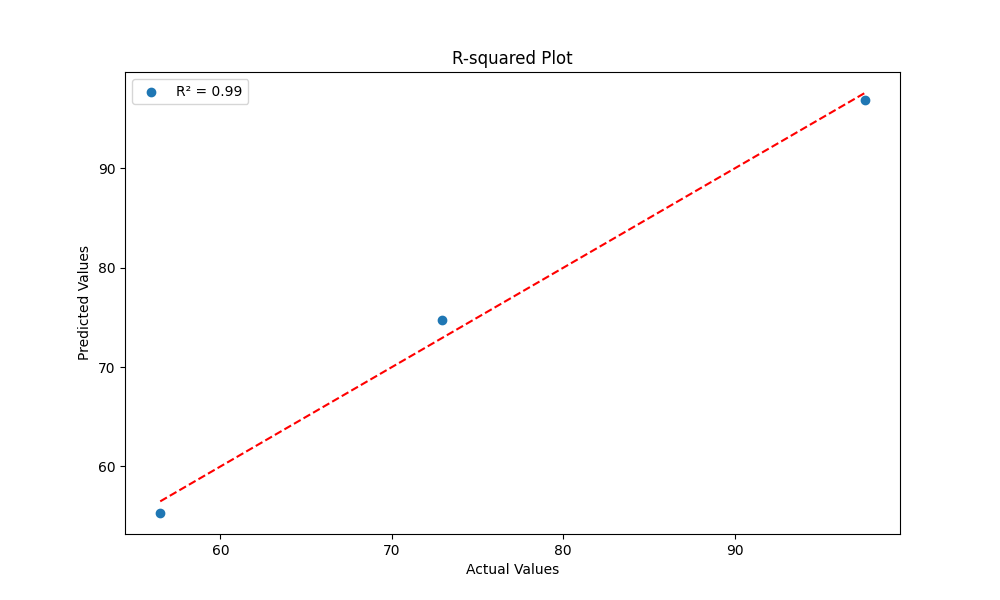 R-squared Plot
R² = 0.99
90
80
70
60
Predicted Values
60
70
80
90
Actual Values